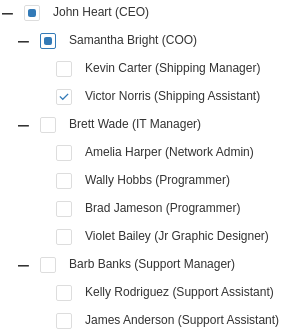 John Heart (CEO)
Samantha Bright (COO)
Kevin Carter (Shipping Manager)
Victor Norris (Shipping Assistant)
Brett Wade (IT Manager)
Amelia Harper (Network Admin)
Wally Hobbs (Programmer)
Brad Jameson (Programmer)
Violet Bailey (Jr Graphic Designer)
Barb Banks (Support Manager)
Kelly Rodriguez (Support Assistant)
James Anderson (Support Assistant)